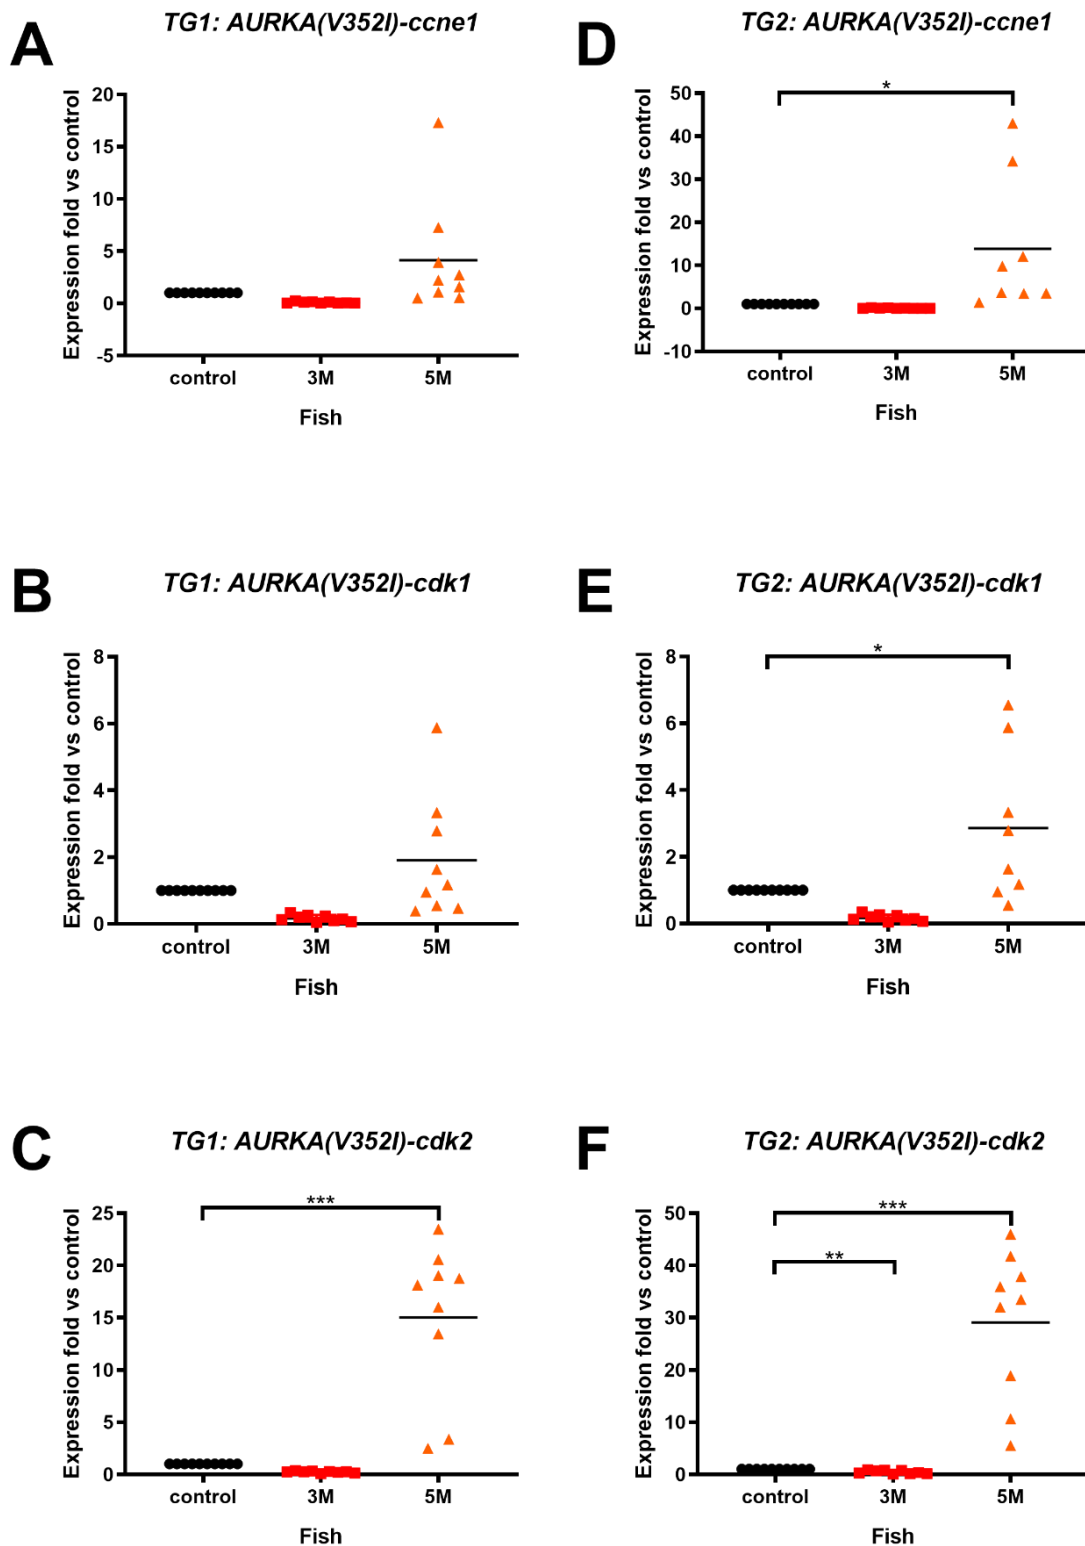 A
TG1: AURKA(V352I)-ccne1
Expression fold vs control
20
15
10
5
0
-5
control 3M 5M
Fish
D
TG2: AURKA(V352I)-ccne1
*
Expression fold vs control
50
40
30
20
10
0
-10
control 3M 5M
Fish
B
TG1: AURKA(V352I)-cdk1
Expression fold vs control
8
6
4
2
0
control 3M 5M
Fish
E
TG2: AURKA(V352I)-cdk1
*
Expression fold vs control
8
6
4
2
0
control 3M 5M
Fish
C
TG1: AURKA(V352I)-cdk2
***
Expression fold vs control
25
20
15
10
5
0
control 3M 5M
Fish
F
TG2: AURKA(V352I)-cdk2
***
**
Expression fold vs control
50
40
30
20
10
0
control 3M 5M
Fish